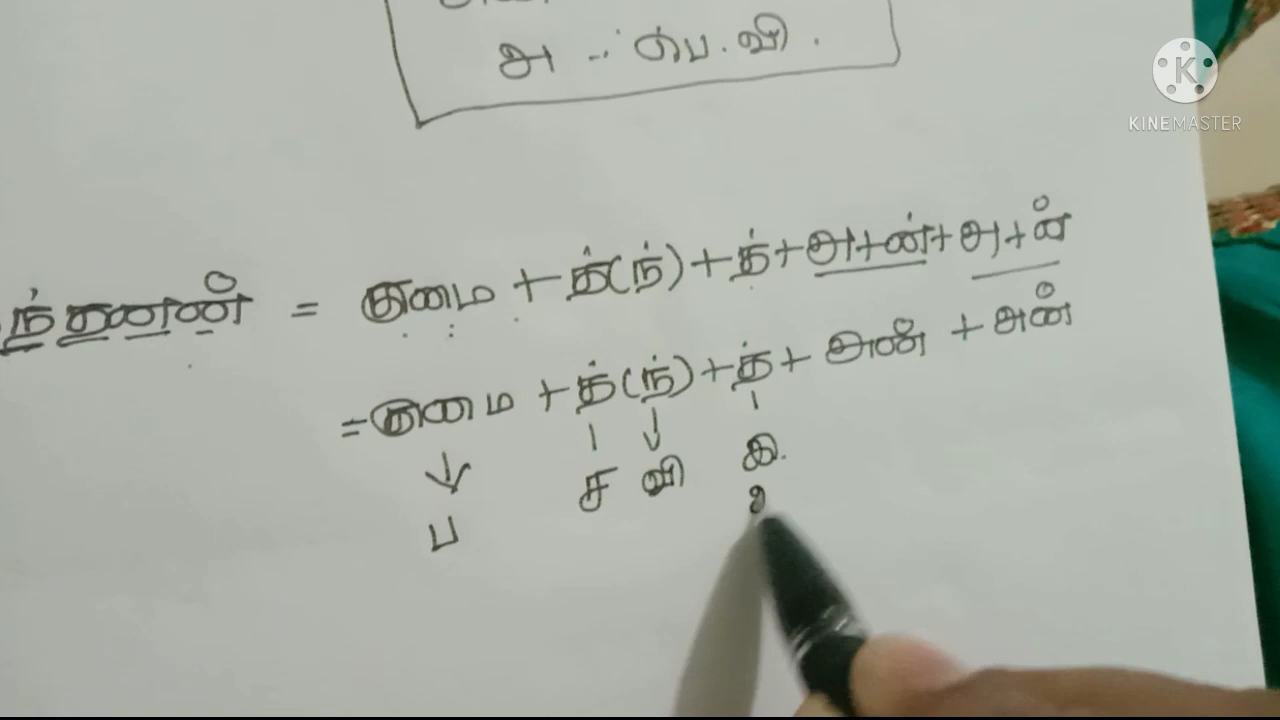 அ .. பெ.வி .
KINEMASTER
ந்தனன் = துமை + த்(ந்) + த் + அ + ன் + அ + ன்
= துமை + த்(ந்) + த் + அன் + அன்
ப ச வி இ.